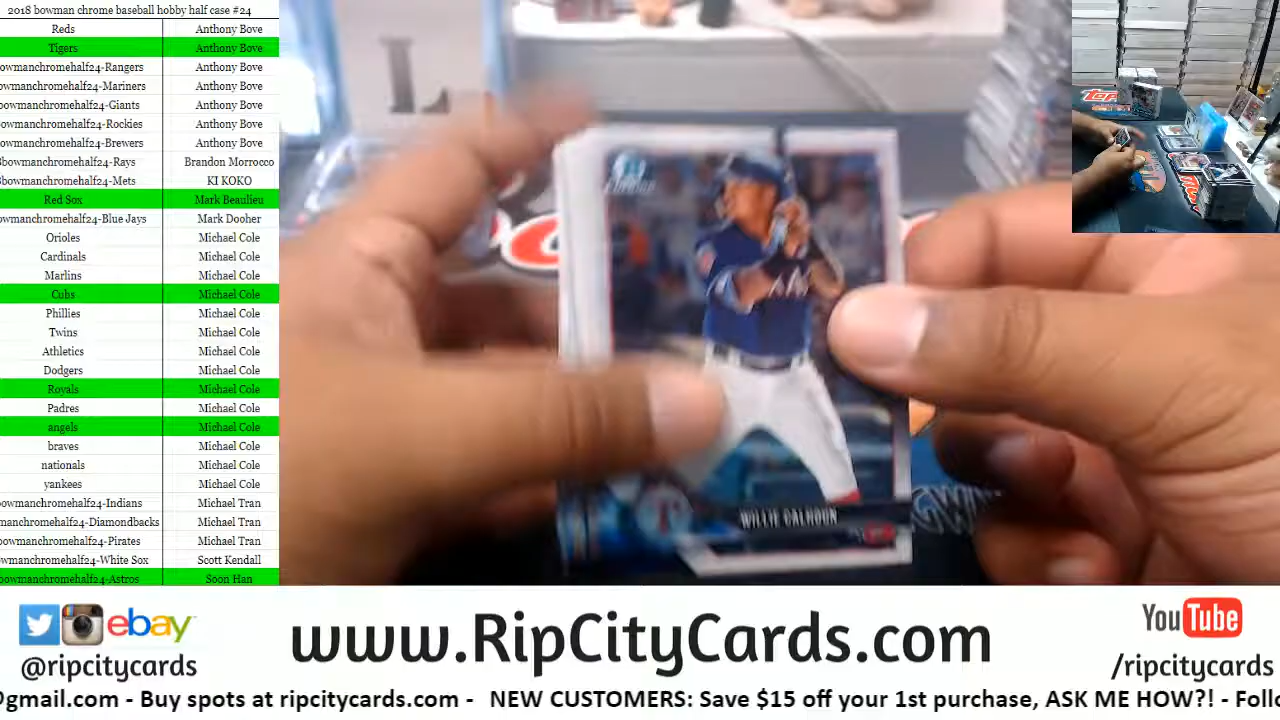 2018 bowman chrome baseball hobby half case #24
Reds Anthony Bove
Tigers Anthony Bove
owmanchromehalf24-Rangers Anthony Bove
owmanchromehalf24-Mariners Anthony Bove
bowmanchromehalf24-Giants Anthony Bove
owmanchromehalf24-Rockies Anthony Bove
owmanchromehalf24-Brewers Anthony Bove
8bowmanchromehalf24-Rays Brandon Morrocco
8bowmanchromehalf24-Mets KI KOKO
Red Sox Mark Beaulieu
owmanchromehalf24-Blue Jays Mark Dooher
Orioles Michael Cole
Cardinals Michael Cole
Marlins Michael Cole
Cubs Michael Cole
Phillies Michael Cole
Twins Michael Cole
Athletics Michael Cole
Dodgers Michael Cole
Royals Michael Cole
Padres Michael Cole
angels Michael Cole
braves Michael Cole
nationals Michael Cole
yankees Michael Cole
bowmanchromehalf24-Indians Michael Tran
manchromehalf24-Diamondbacks Michael Tran
bowmanchromehalf24-Pirates Michael Tran
owmanchromehalf24-White Sox Scott Kendall
bowmanchromehalf24-Astros Soon Han
WILLIE CALHOUN
ebay
@ripcitycards
www.RipCityCards.com
YouTube
/ripcitycards
@gmail.com - Buy spots at ripcitycards.com - NEW CUSTOMERS: Save $15 off your 1st purchase, ASK ME HOW?! - Follo